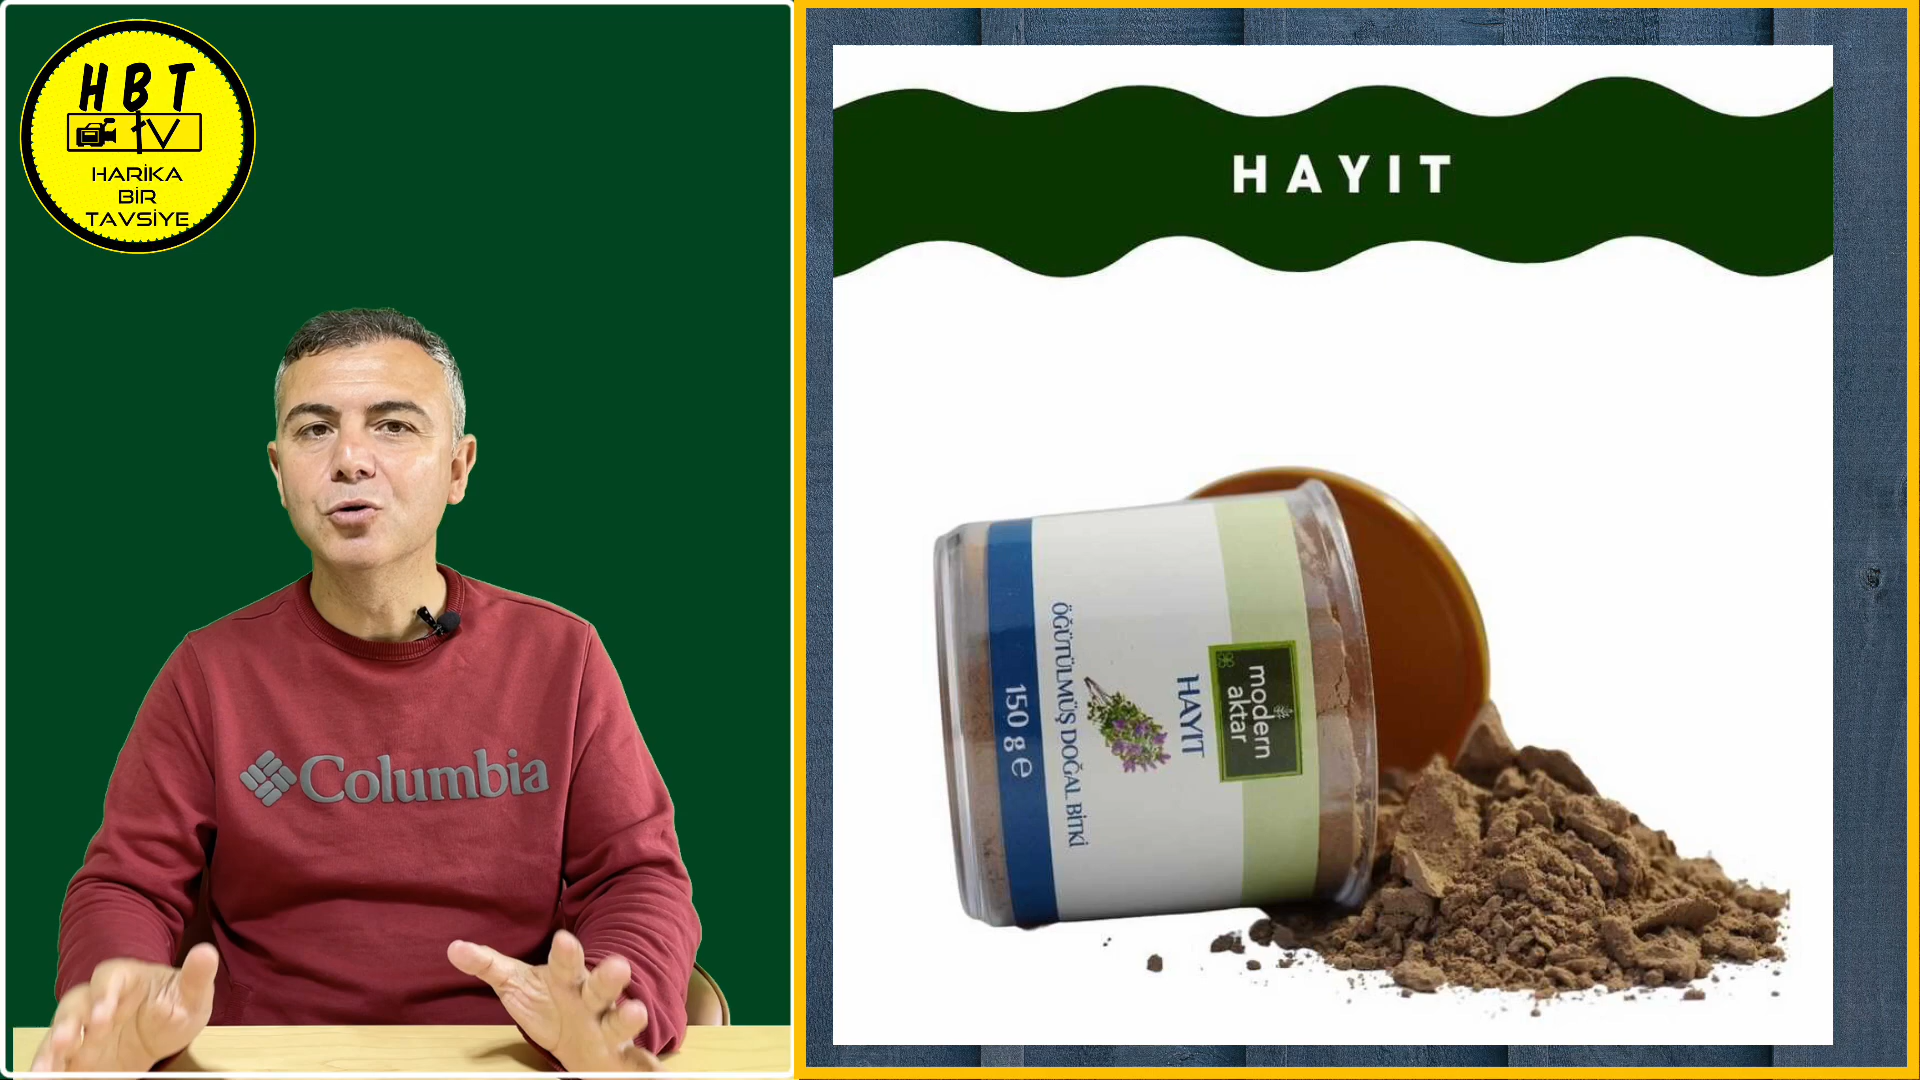 HBT
TV
HARİKA
BİR
TAVSİYE
Columbia
HAYIT
modern
aktar
HAYIT
ÖĞÜTÜLMÜŞ DOĞAL BİTKİ
150 g e